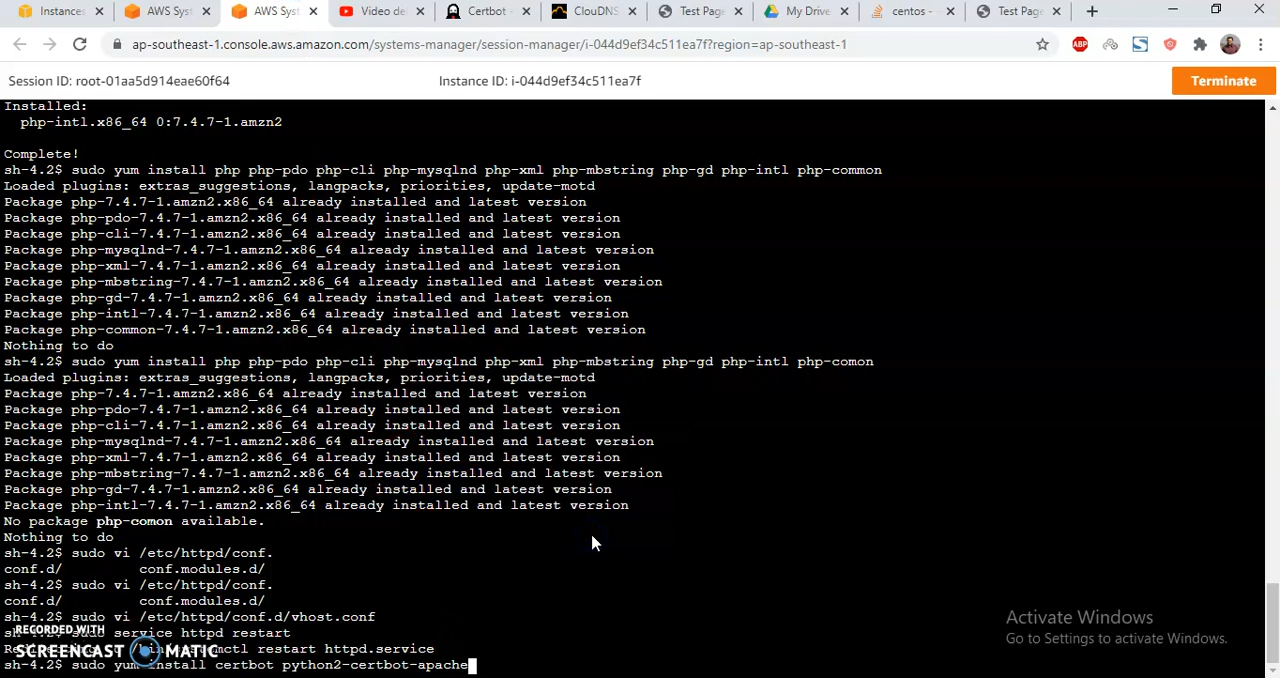 Instances
AWS Sys
AWS Sys
Video de
Certbot -
ClouDNS
Test Page
My Drive
centos -
Test Page
ap-southeast-1.console.aws.amazon.com/systems-manager/session-manager/i-044d9ef34c511ea7f?region=ap-southeast-1
ABP
Session ID: root-01aa5d914eae60f64
Instance ID: i-044d9ef34c511ea7f
Terminate
Installed:
php-intl.x86_64 0:7.4.7-1.amzn2
Complete!
sh-4.2$ sudo yum install php php-pdo php-cli php-mysqlnd php-xml php-mbstring php-gd php-intl php-common
Loaded plugins: extras_suggestions, langpacks, priorities, update-motd
Package php-7.4.7-1.amzn2.x86_64 already installed and latest version
Package php-pdo-7.4.7-1.amzn2.x86_64 already installed and latest version
Package php-cli-7.4.7-1.amzn2.x86_64 already installed and latest version
Package php-mysqlnd-7.4.7-1.amzn2.x86_64 already installed and latest version
Package php-xml-7.4.7-1.amzn2.x86_64 already installed and latest version
Package php-mbstring-7.4.7-1.amzn2.x86_64 already installed and latest version
Package php-gd-7.4.7-1.amzn2.x86_64 already installed and latest version
Package php-intl-7.4.7-1.amzn2.x86_64 already installed and latest version
Package php-common-7.4.7-1.amzn2.x86_64 already installed and latest version
Nothing to do
sh-4.2$ sudo yum install php php-pdo php-cli php-mysqlnd php-xml php-mbstring php-gd php-intl php-comon
Loaded plugins: extras_suggestions, langpacks, priorities, update-motd
Package php-7.4.7-1.amzn2.x86_64 already installed and latest version
Package php-pdo-7.4.7-1.amzn2.x86_64 already installed and latest version
Package php-cli-7.4.7-1.amzn2.x86_64 already installed and latest version
Package php-mysqlnd-7.4.7-1.amzn2.x86_64 already installed and latest version
Package php-xml-7.4.7-1.amzn2.x86_64 already installed and latest version
Package php-mbstring-7.4.7-1.amzn2.x86_64 already installed and latest version
Package php-gd-7.4.7-1.amzn2.x86_64 already installed and latest version
Package php-intl-7.4.7-1.amzn2.x86_64 already installed and latest version
No package php-comon available.
Nothing to do
sh-4.2$ sudo vi /etc/httpd/conf.
conf.d/ conf.modules.d/
sh-4.2$ sudo vi /etc/httpd/conf.
conf.d/ conf.modules.d/
sh-4.2$ sudo vi /etc/httpd/conf.d/vhost.conf
service httpd restart
restart httpd.service
sh-4.2$ sudo yum install certbot python2-certbot-apache
RECORDED WITH
SCREENCAST MATIC
Activate Windows
Go to Settings to activate Windows.